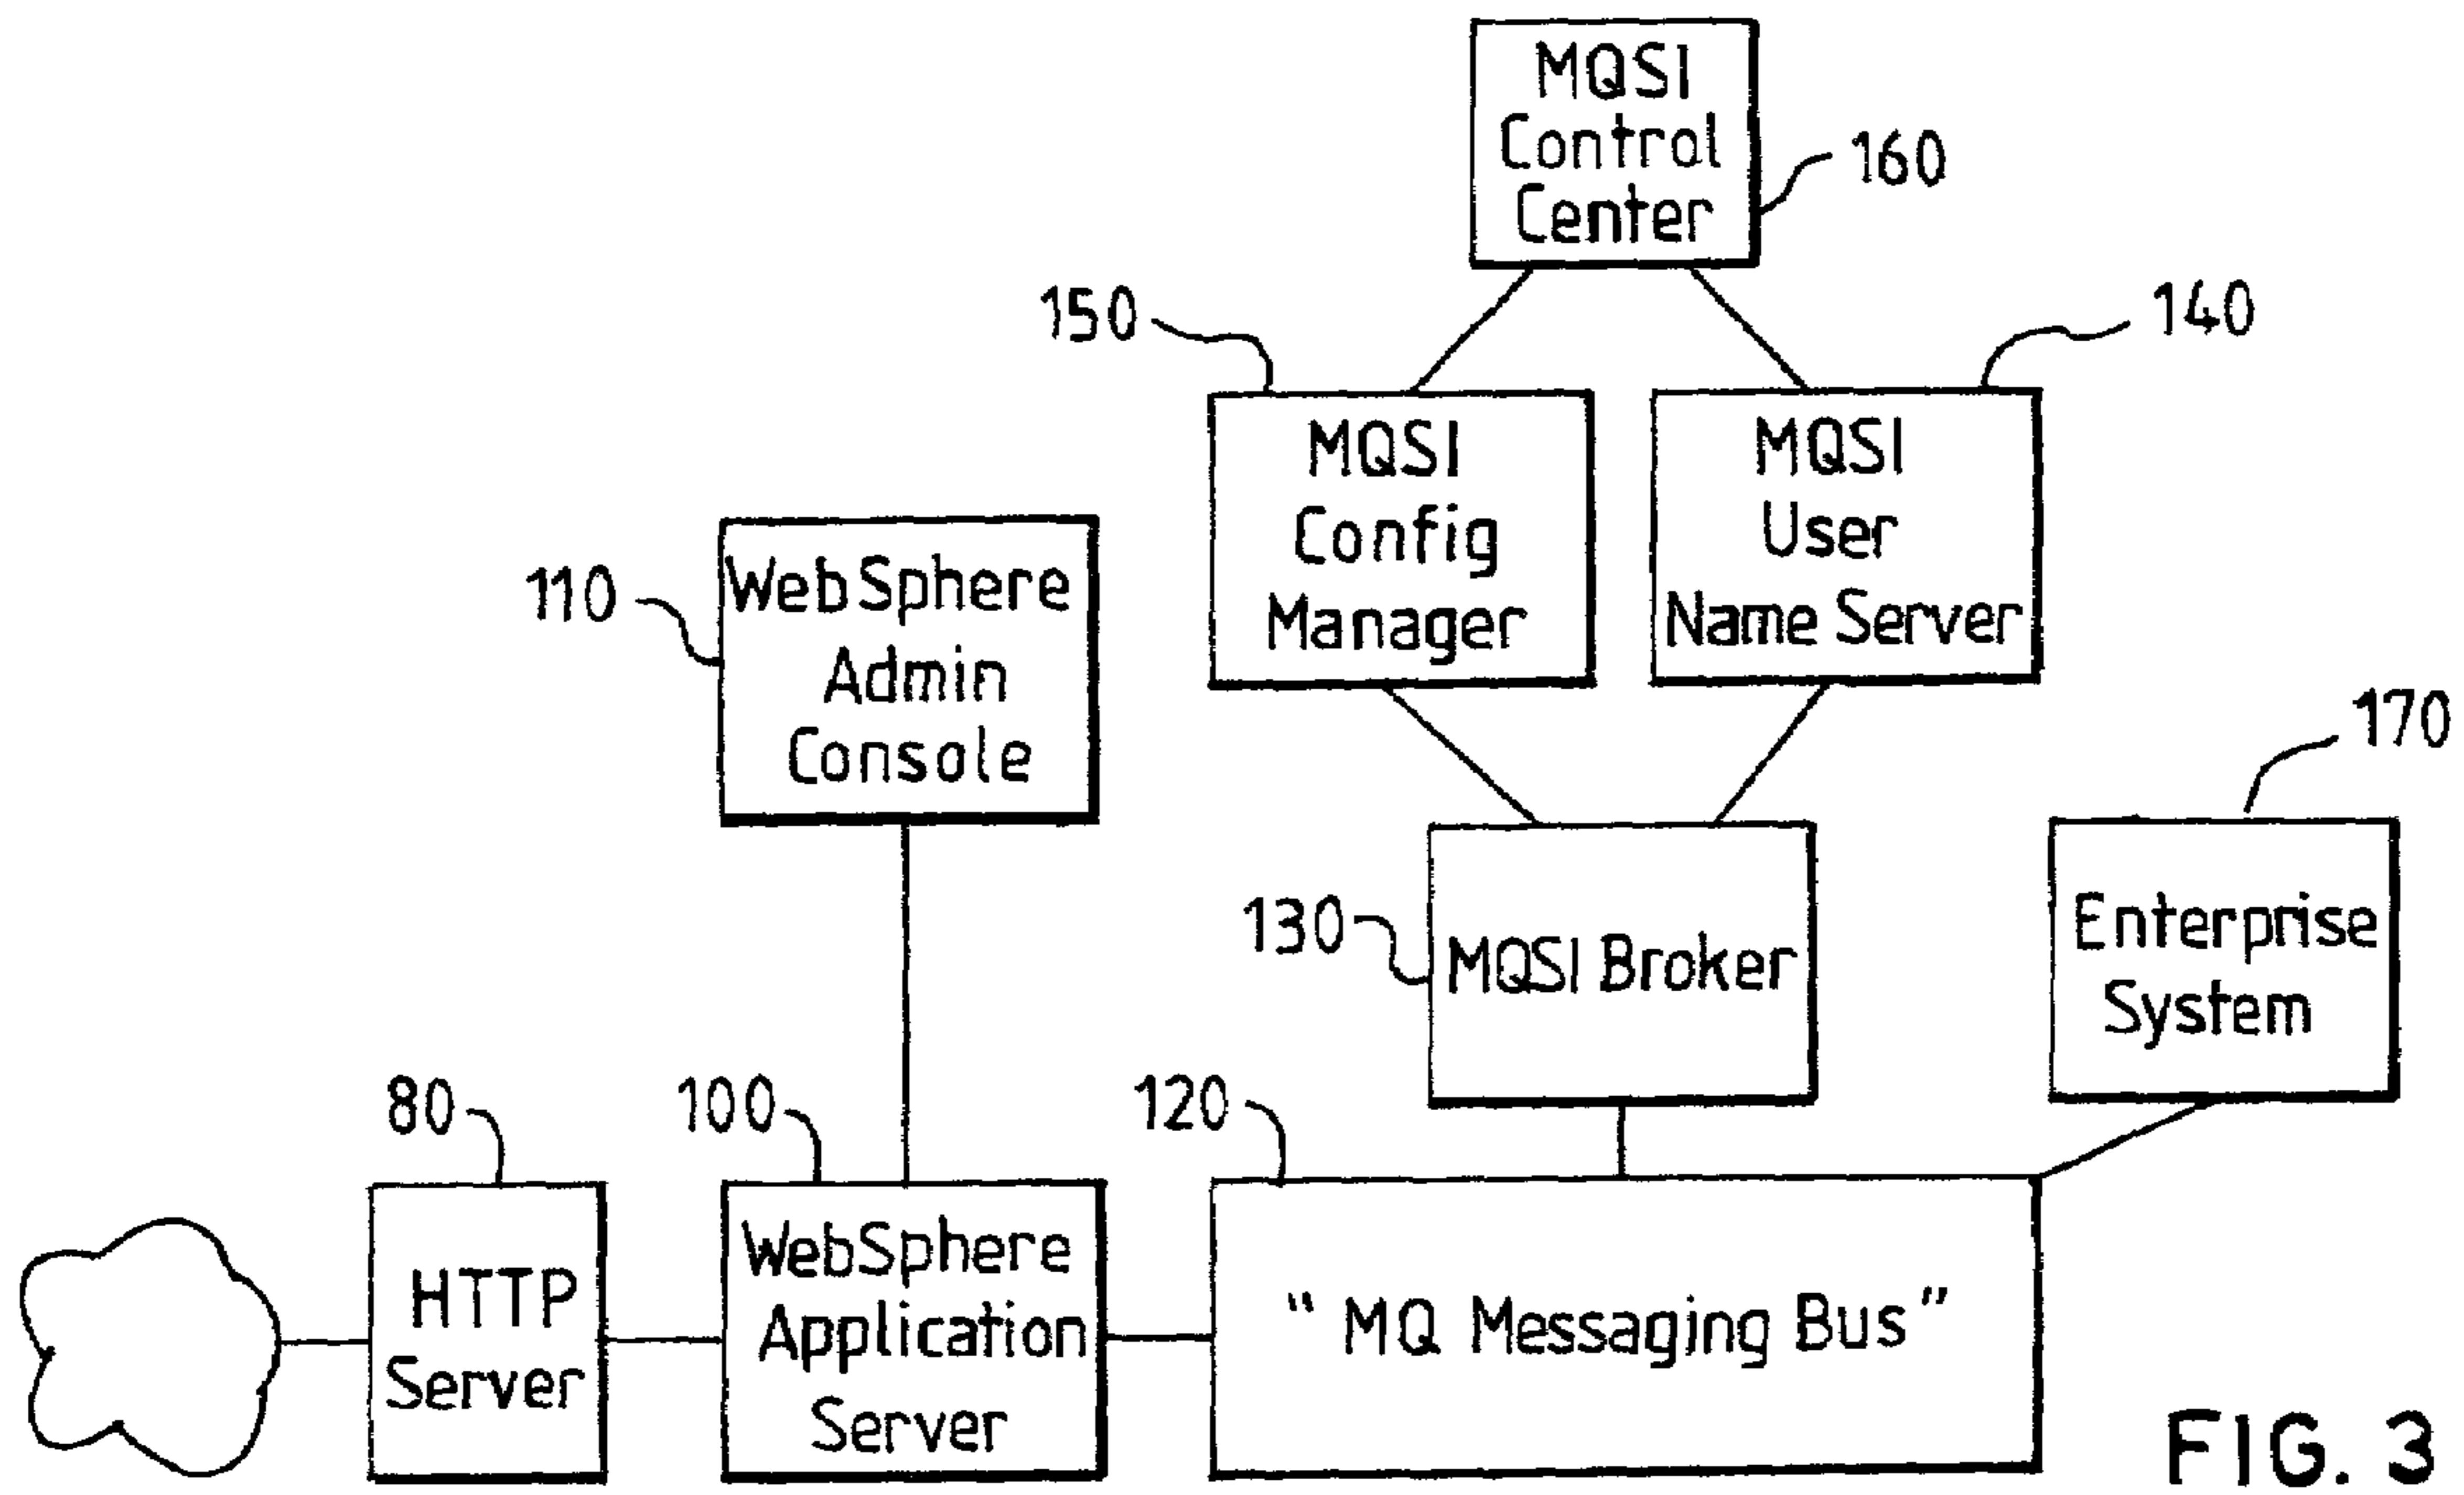 MQSI
Control
Center
160
150
140
MQSI
Config
Manager
MQSI
User
Name Server
110
WebSphere
Admin
Console
170
130
MQSI Broker
Enterprise
System
80
100
120
HTTP
Server
WebSphere
Application
Server
“MQ Messaging Bus”
FIG. 3